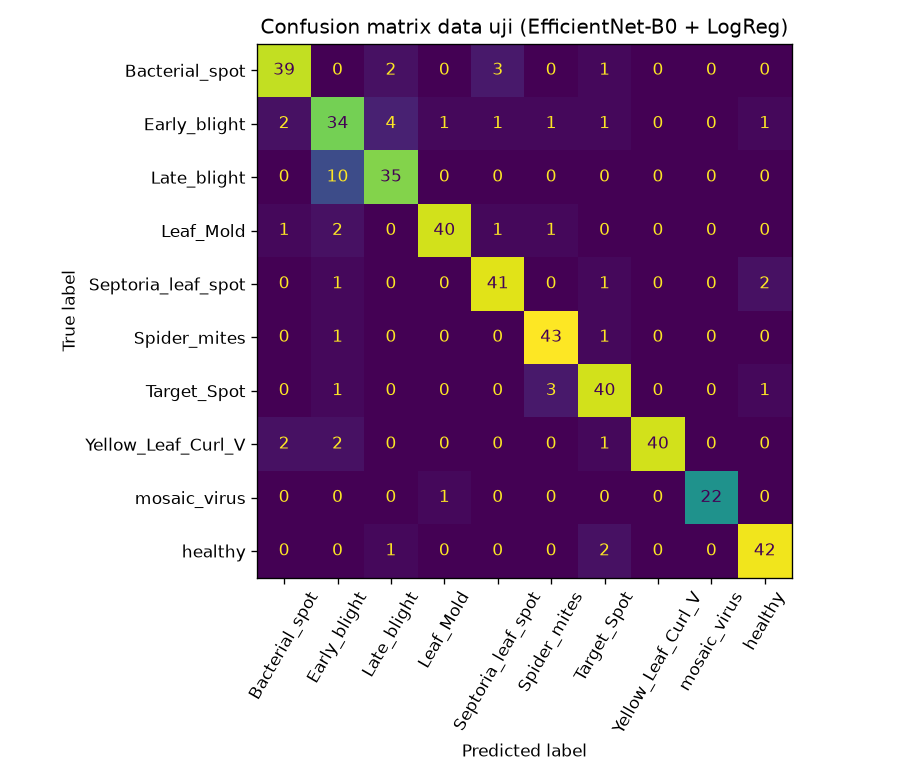 Confusion matrix data uji (EfficientNet-B0 + LogReg)
True label
Bacterial_spot 39 0 2 0 3 0 1 0 0 0
Early_blight 2 34 4 1 1 1 1 0 0 1
Late_blight 0 10 35 0 0 0 0 0 0 0
Leaf_Mold 1 2 0 40 1 1 0 0 0 0
Septoria_leaf_spot 0 1 0 0 41 0 1 0 0 2
Spider_mites 0 1 0 0 0 43 1 0 0 0
Target_Spot 0 1 0 0 0 3 40 0 0 1
Yellow_Leaf_Curl_V 2 2 0 0 0 0 1 40 0 0
mosaic_virus 0 0 0 1 0 0 0 0 22 0
healthy 0 0 1 0 0 0 2 0 0 42
Bacterial_spot Early_blight Late_blight Leaf_Mold Septoria_leaf_spot Spider_mites Target_Spot Yellow_Leaf_Curl_V mosaic_virus healthy
Predicted label